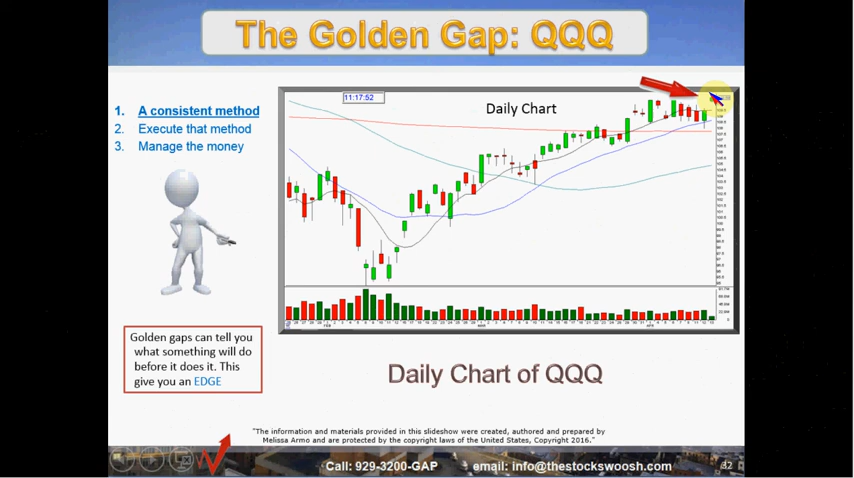 The Golden Gap: QQQ
1. A consistent method
2. Execute that method
3. Manage the money
11:17:52
Daily Chart
Golden gaps can tell you
what something will do
before it does it. This
give you an EDGE
Daily Chart of QQQ
"The information and materials provided in this slideshow were created, authored and prepared by
Melissa Armo and are protected by the copyright laws of the United States, Copyright 2016."
Call: 929-3200-GAP email: info@thestockswoosh.com 32